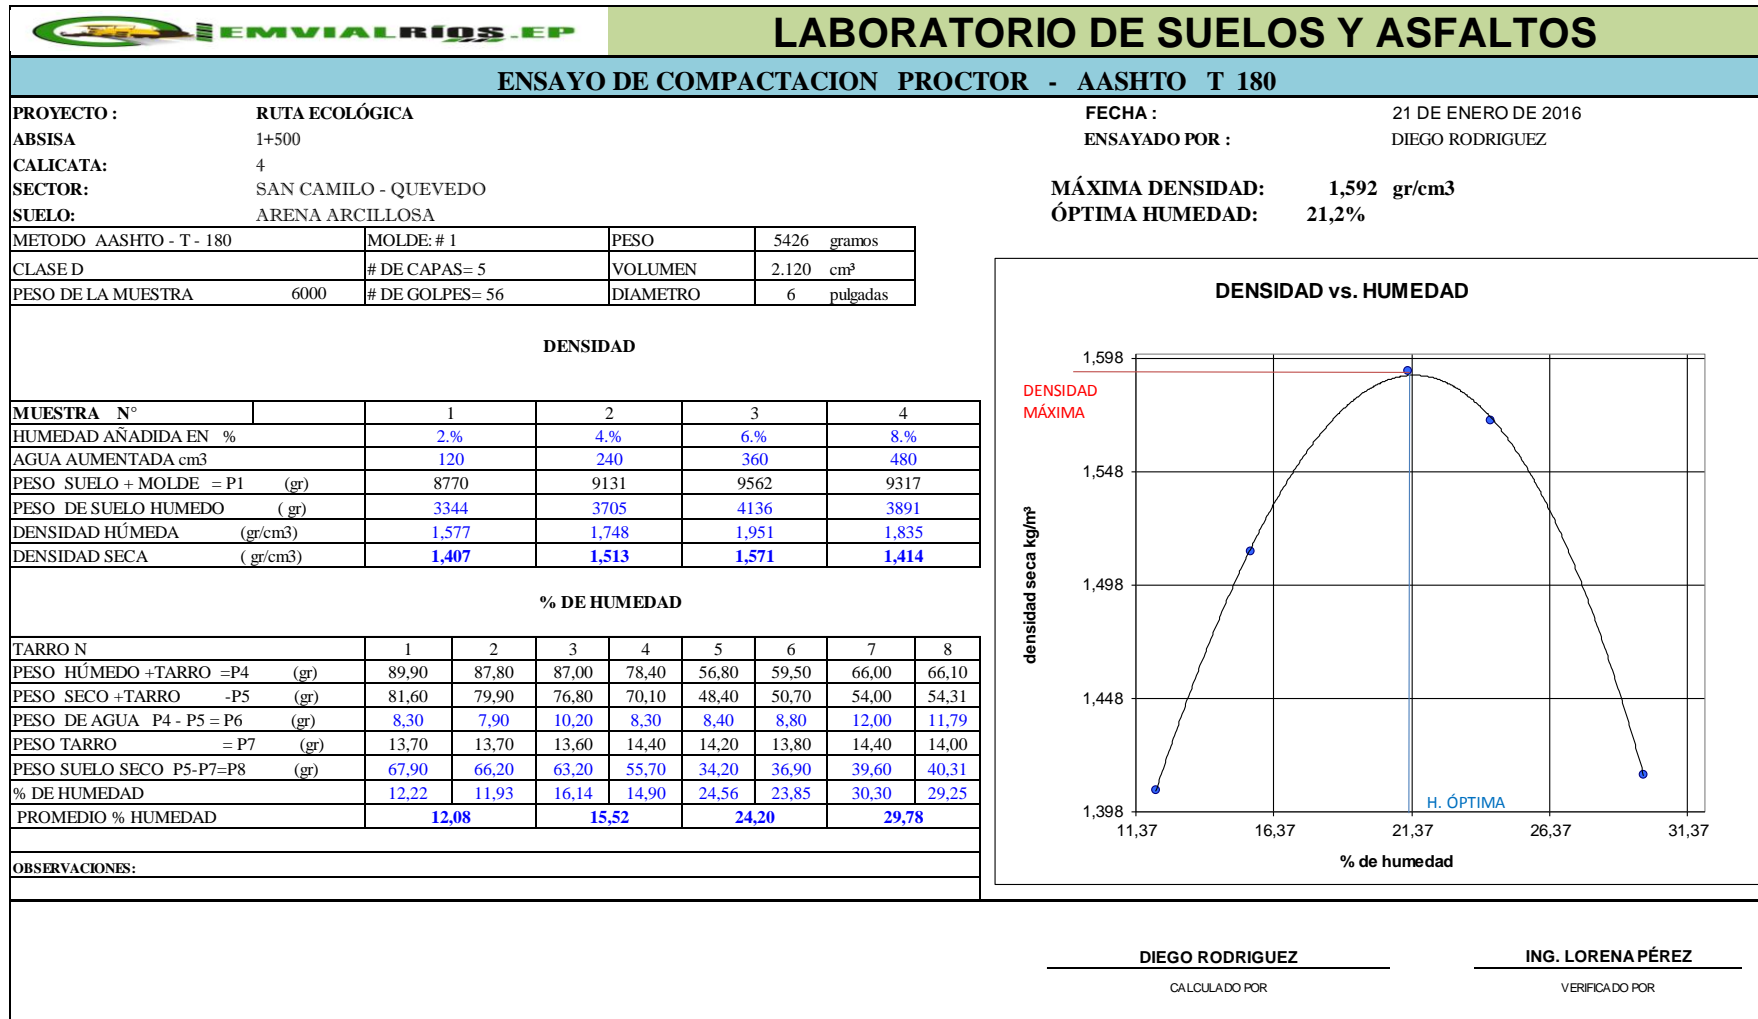 EMVIALRÍOS.EP
LABORATORIO DE SUELOS Y ASFALTOS
ENSAYO DE COMPACTACION PROCTOR - AASHTO T 180
PROYECTO : RUTA ECOLÓGICA
FECHA : 21 DE ENERO DE 2016
ABSISA 1+500
ENSAYADO POR : DIEGO RODRIGUEZ
CALICATA: 4
SECTOR: SAN CAMILO - QUEVEDO
MÁXIMA DENSIDAD: 1,592 gr/cm3
SUELO: ARENA ARCILLOSA
ÓPTIMA HUMEDAD: 21,2%
METODO AASHTO - T - 180 MOLDE: # 1 PESO 5426 gramos
CLASE D # DE CAPAS= 5 VOLUMEN 2.120 cm³
PESO DE LA MUESTRA 6000 # DE GOLPES= 56 DIAMETRO 6 pulgadas
DENSIDAD
MUESTRA N° 1 2 3 4
HUMEDAD AÑADIDA EN % 2.% 4.% 6.% 8.%
AGUA AUMENTADA cm3 120 240 360 480
PESO SUELO + MOLDE = P1 (gr) 8770 9131 9562 9317
PESO DE SUELO HUMEDO ( gr) 3344 3705 4136 3891
DENSIDAD HÚMEDA (gr/cm3) 1,577 1,748 1,951 1,835
DENSIDAD SECA ( gr/cm3) 1,407 1,513 1,571 1,414
% DE HUMEDAD
TARRO N 1 2 3 4 5 6 7 8
PESO HÚMEDO +TARRO =P4 (gr) 89,90 87,80 87,00 78,40 56,80 59,50 66,00 66,10
PESO SECO +TARRO -P5 (gr) 81,60 79,90 76,80 70,10 48,40 50,70 54,00 54,31
PESO DE AGUA P4 - P5 = P6 (gr) 8,30 7,90 10,20 8,30 8,40 8,80 12,00 11,79
PESO TARRO = P7 (gr) 13,70 13,70 13,60 14,40 14,20 13,80 14,40 14,00
PESO SUELO SECO P5-P7=P8 (gr) 67,90 66,20 63,20 55,70 34,20 36,90 39,60 40,31
% DE HUMEDAD 12,22 11,93 16,14 14,90 24,56 23,85 30,30 29,25
PROMEDIO % HUMEDAD 12,08 15,52 24,20 29,78
OBSERVACIONES:
DENSIDAD vs. HUMEDAD
densidad seca kg/m³
1,598
DENSIDAD
MÁXIMA
1,548
1,498
1,448
1,398
H. ÓPTIMA
11,37 16,37 21,37 26,37 31,37
% de humedad
DIEGO RODRIGUEZ
CALCULADO POR
ING. LORENA PÉREZ
VERIFICADO POR